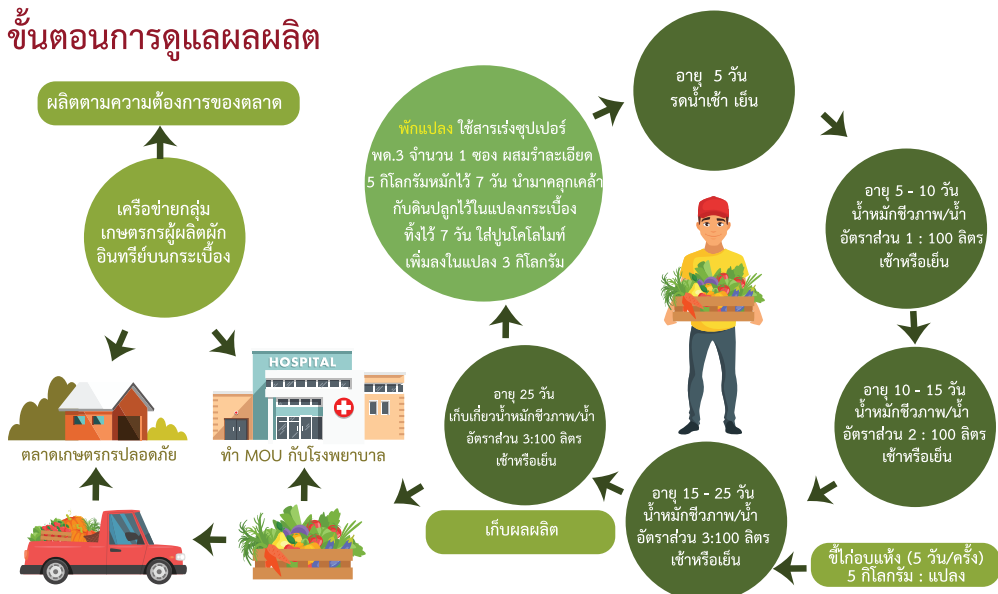 ขั้นตอนการดูแลผลผลิต
ผลิตตามความต้องการของตลาด
เครือข่ายกลุ่ม
เกษตรกรผู้ผลิตผัก
อินทรีย์บนกระเบื้อง
ตลาดเกษตรกรปลอดภัย
HOSPITAL
ทำ MOU กับโรงพยาบาล
พักแปลง ใช้สารเร่งซุปเปอร์
พด.3 จำนวน 1 ซอง ผสมรำละเอียด
5 กิโลกรัมหมักไว้ 7 วัน นำมาคลุกเคล้า
กับดินปลูกไว้ในแปลงกระเบื้อง
ทิ้งไว้ 7 วัน ใส่ปูนโคโลไมท์
เพิ่มลงในแปลง 3 กิโลกรัม
อายุ 5 วัน
รดน้ำเช้า เย็น
อายุ 5 - 10 วัน
น้ำหมักชีวภาพ/น้ำ
อัตราส่วน 1 : 100 ลิตร
เช้าหรือเย็น
อายุ 10 - 15 วัน
น้ำหมักชีวภาพ/น้ำ
อัตราส่วน 2 : 100 ลิตร
เช้าหรือเย็น
อายุ 15 - 25 วัน
น้ำหมักชีวภาพ/น้ำ
อัตราส่วน 3:100 ลิตร
เช้าหรือเย็น
ขี้ไก่อบแห้ง (5 วัน/ครั้ง)
5 กิโลกรัม : แปลง
อายุ 25 วัน
เก็บเกี่ยวน้ำหมักชีวภาพ/น้ำ
อัตราส่วน 3:100 ลิตร
เช้าหรือเย็น
เก็บผลผลิต